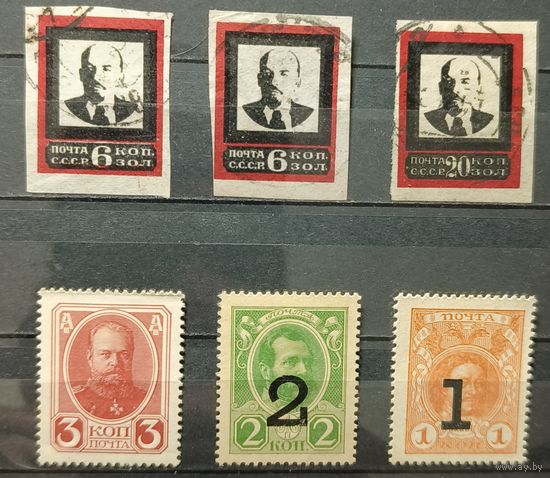 ПОЧТА 6 КОП.
С.С.С.Р. ЗОЛ.
ПОЧТА 6 КОП.
С.С.С.Р. ЗОЛ.
ПОЧТА 20 КОП.
С.С.С.Р. ЗОЛ.
3 КОП 3
ПОЧТА
ПОЧТА
2
2 2
КОП.
ПОЧТА
1
1 1
www.ay.by